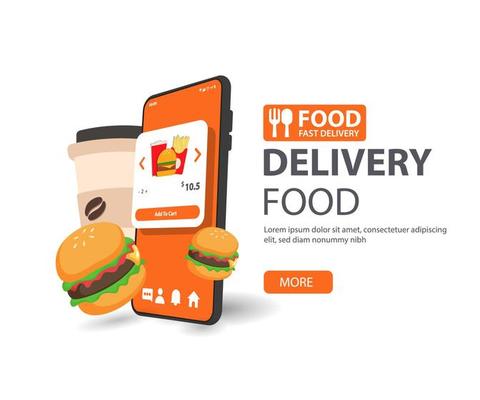 - 2 +
$10.5
Add To Cart
FOOD
FAST DELIVERY
DELIVERY
FOOD
Lorem ipsum dolor sit amet, consectetuer adipiscing
elit, sed diam nonummy nibh
MORE